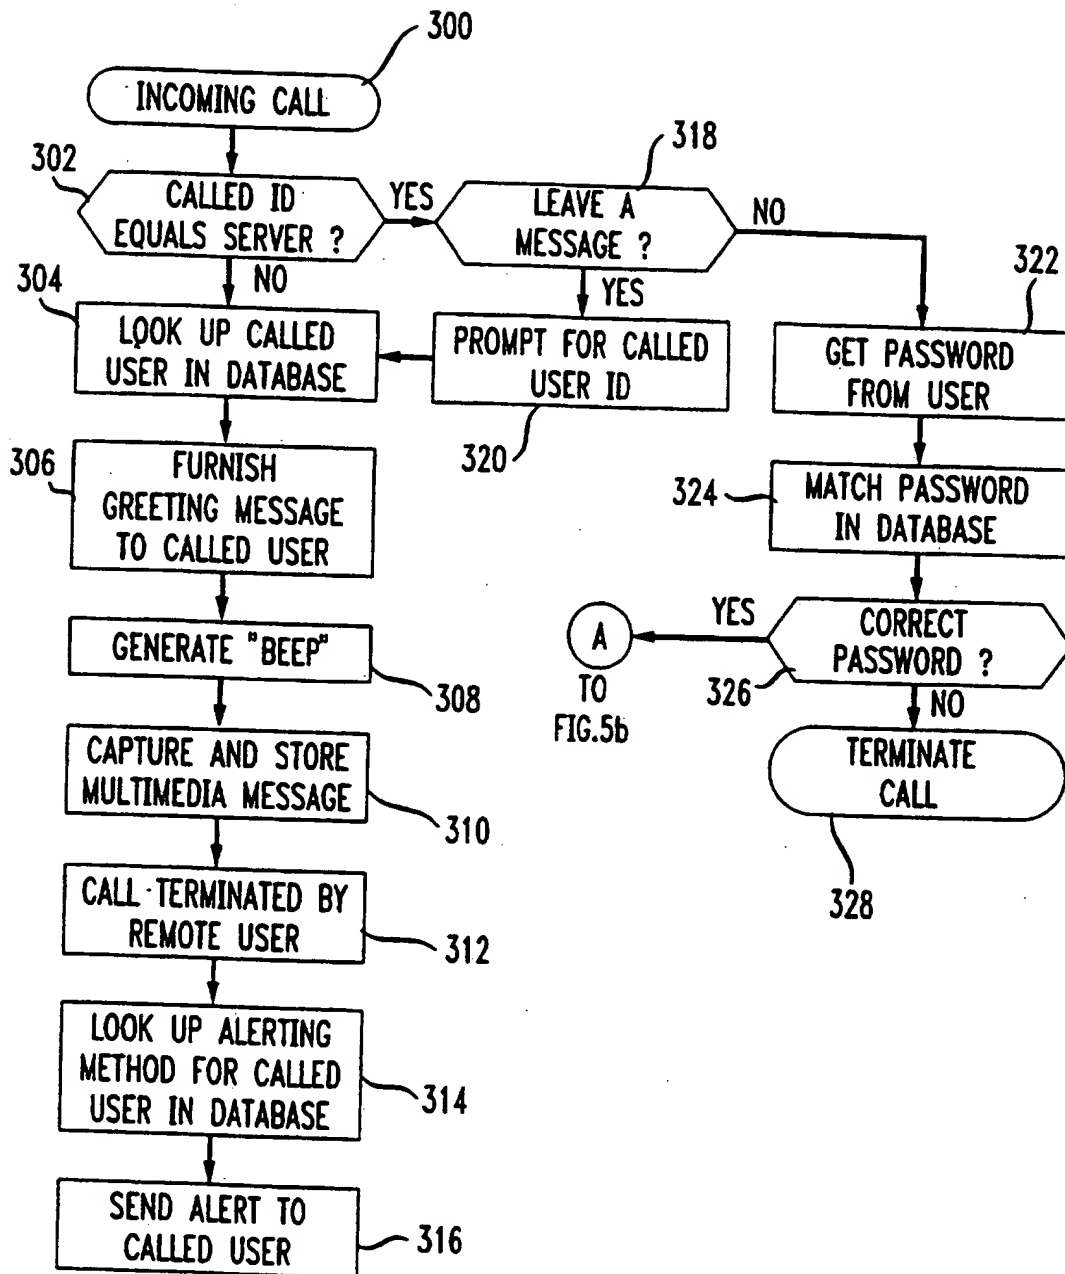 300
INCOMING CALL
302
CALLED ID
EQUALS SERVER ?
YES
NO
318
LEAVE A
MESSAGE ?
NO
YES
304
LOOK UP CALLED
USER IN DATABASE
PROMPT FOR CALLED
USER ID
320
322
GET PASSWORD
FROM USER
306
FURNISH
GREETING MESSAGE
TO CALLED USER
324
MATCH PASSWORD
IN DATABASE
GENERATE "BEEP"
308
YES
A
TO
FIG.5b
CORRECT
PASSWORD ?
326
NO
TERMINATE
CALL
328
CAPTURE AND STORE
MULTIMEDIA MESSAGE
310
CALL TERMINATED BY
REMOTE USER
312
LOOK UP ALERTING
METHOD FOR CALLED
USER IN DATABASE
314
SEND ALERT TO
CALLED USER
316